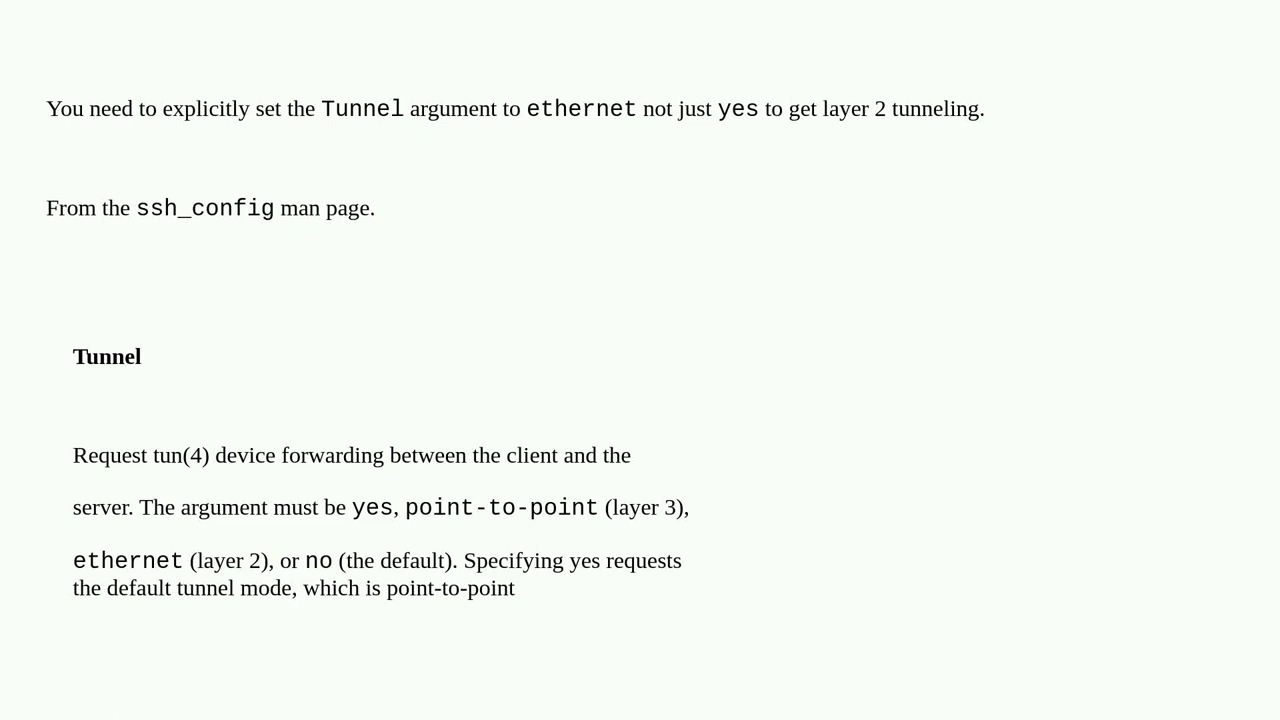 You need to explicitly set the Tunnel argument to ethernet not just yes to get layer 2 tunneling.
From the ssh_config man page.
Tunnel
Request tun(4) device forwarding between the client and the
server. The argument must be yes, point-to-point (layer 3),
ethernet (layer 2), or no (the default). Specifying yes requests
the default tunnel mode, which is point-to-point